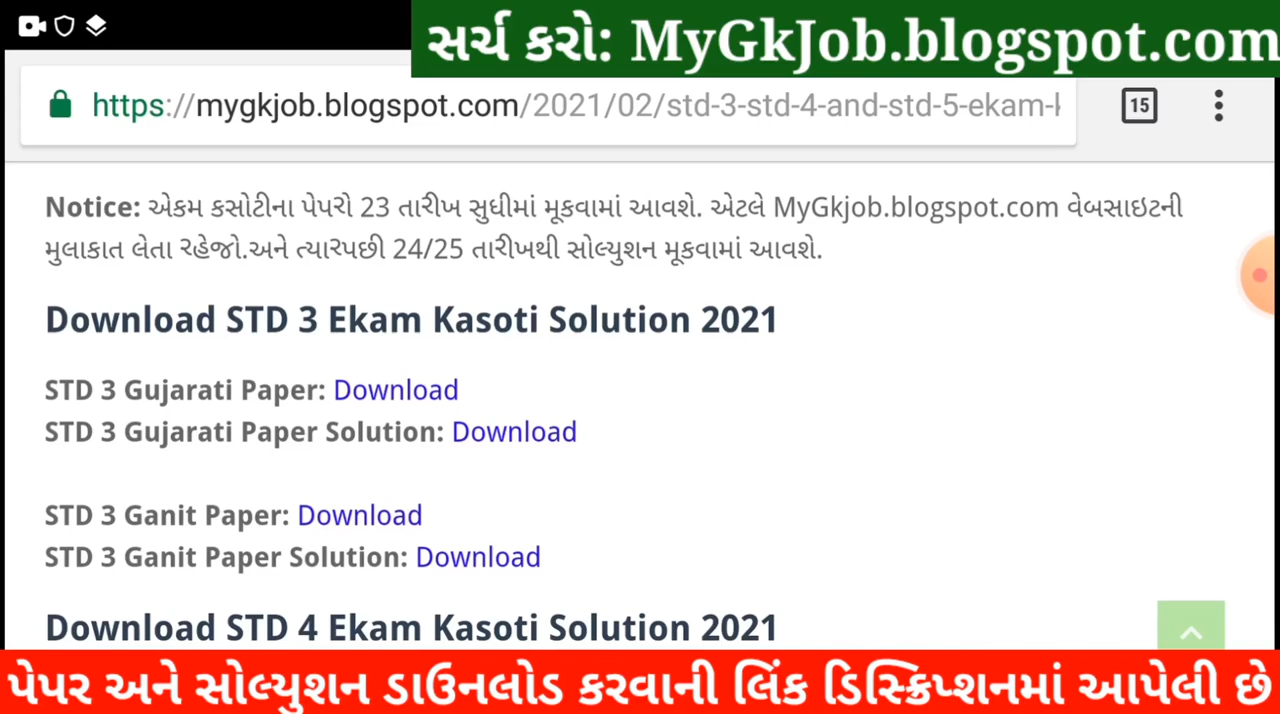 સર્ચ કરો: MyGkJob.blogspot.com
https://mygkjob.blogspot.com/2021/02/std-3-std-4-and-std-5-ekam-
15
Notice: એકમ કસોટીના પેપરો 23 તારીખ સુધીમાં મૂકવામાં આવશે. એટલે MyGkjob.blogspot.com વેબસાઇટની
મુલાકાત લેતા રહેજો.અને ત્યારપછી 24/25 તારીખથી સોલ્યુશન મૂકવામાં આવશે.
Download STD 3 Ekam Kasoti Solution 2021
STD 3 Gujarati Paper: Download
STD 3 Gujarati Paper Solution: Download
STD 3 Ganit Paper: Download
STD 3 Ganit Paper Solution: Download
Download STD 4 Ekam Kasoti Solution 2021
પેપર અને સોલ્યુશન ડાઉનલોડ કરવાની લિંક ડિસ્ક્રિપ્શનમાં આપેલી છે